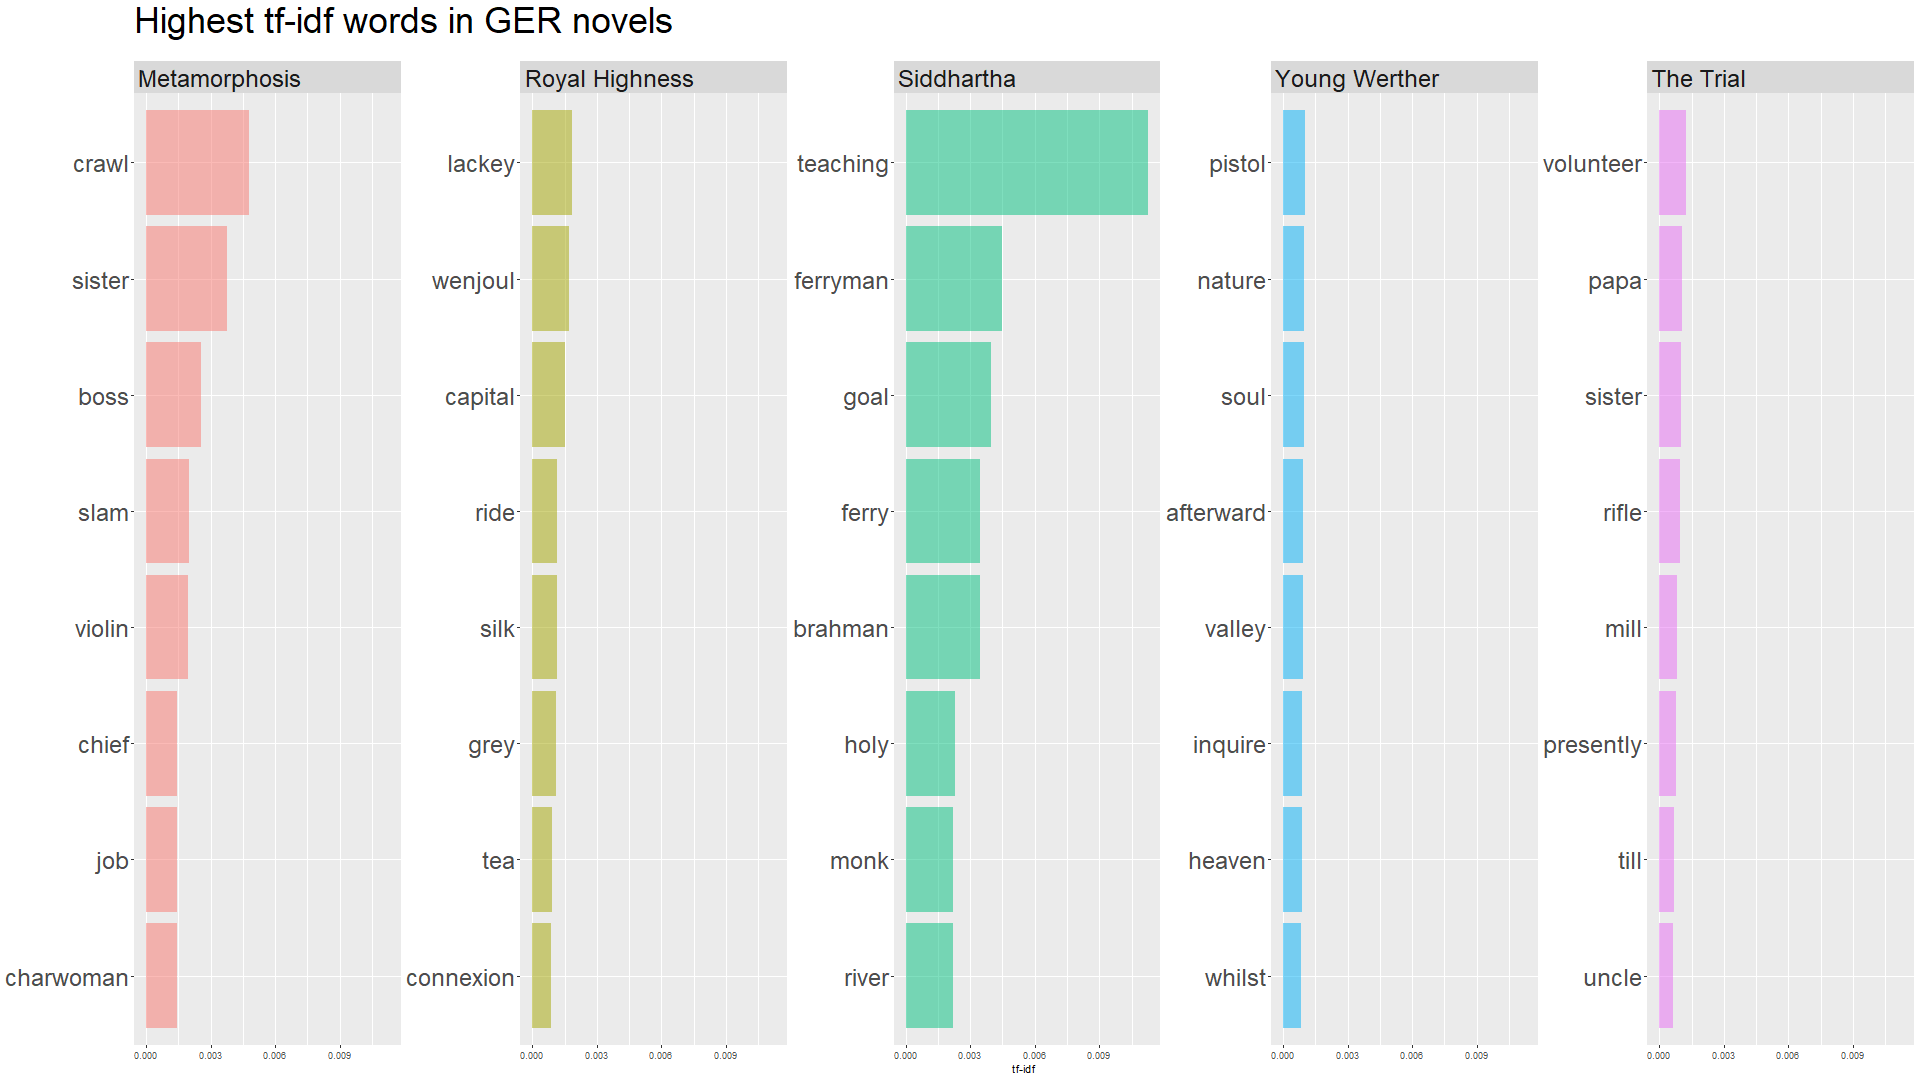 Highest tf-idf words in GER novels
Metamorphosis
crawl
sister
boss
slam
violin
chief
job
charwoman
0.000 0.003 0.006 0.009
Royal Highness
lackey
wenjoul
capital
ride
silk
grey
tea
connexion
0.000 0.003 0.006 0.009
Siddhartha
teaching
ferryman
goal
ferry
brahman
holy
monk
river
0.000 0.003 0.006 0.009
Young Werther
pistol
nature
soul
afterward
valley
inquire
heaven
whilst
0.000 0.003 0.006 0.009
The Trial
volunteer
papa
sister
rifle
mill
presently
till
uncle
0.000 0.003 0.006 0.009
tf-idf